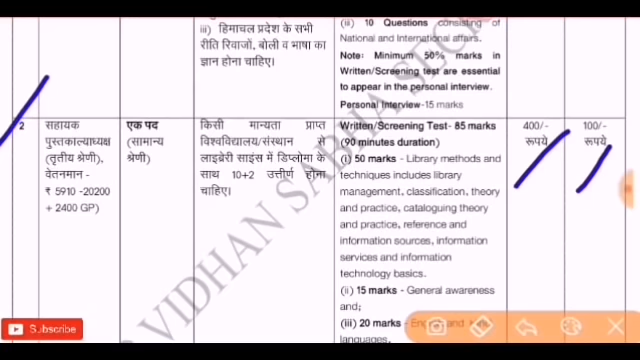 iii) हिमाचल प्रदेश के सभी
रीति रिवाजों, बोली व भाषा का
ज्ञान होना चाहिए।
(iii) 10 Questions consisting of
National and International affairs.
Note: Minimum 50% marks in
Written/Screening test are essential
to appear in the personal interview.
Personal Interview-15 marks
2
सहायक
पुस्तकाल्याध्यक्ष
(तृतीय श्रेणी),
वेतनमान -
₹ 5910 -20200
+ 2400 GP)
एक पद
(सामान्य
श्रेणी)
किसी मान्यता प्राप्त
विश्वविद्यालय/संस्थान से
लाइब्रेरी साइंस में डिप्लोमा के
साथ 10+2 उत्तीर्ण होना
चाहिए।
Written/Screening Test- 85 marks
(90 minutes duration)
(i) 50 marks - Library methods and
techniques includes library
management, classification, theory
and practice, cataloguing theory
and practice, reference and
information sources, information
services and information
technology basics.
(ii) 15 marks - General awareness
and;
(iii) 20 marks - English and
languages.
400/-
रूपये
100/-
रूपये
VIDHAN SABHA SECR
Subscribe